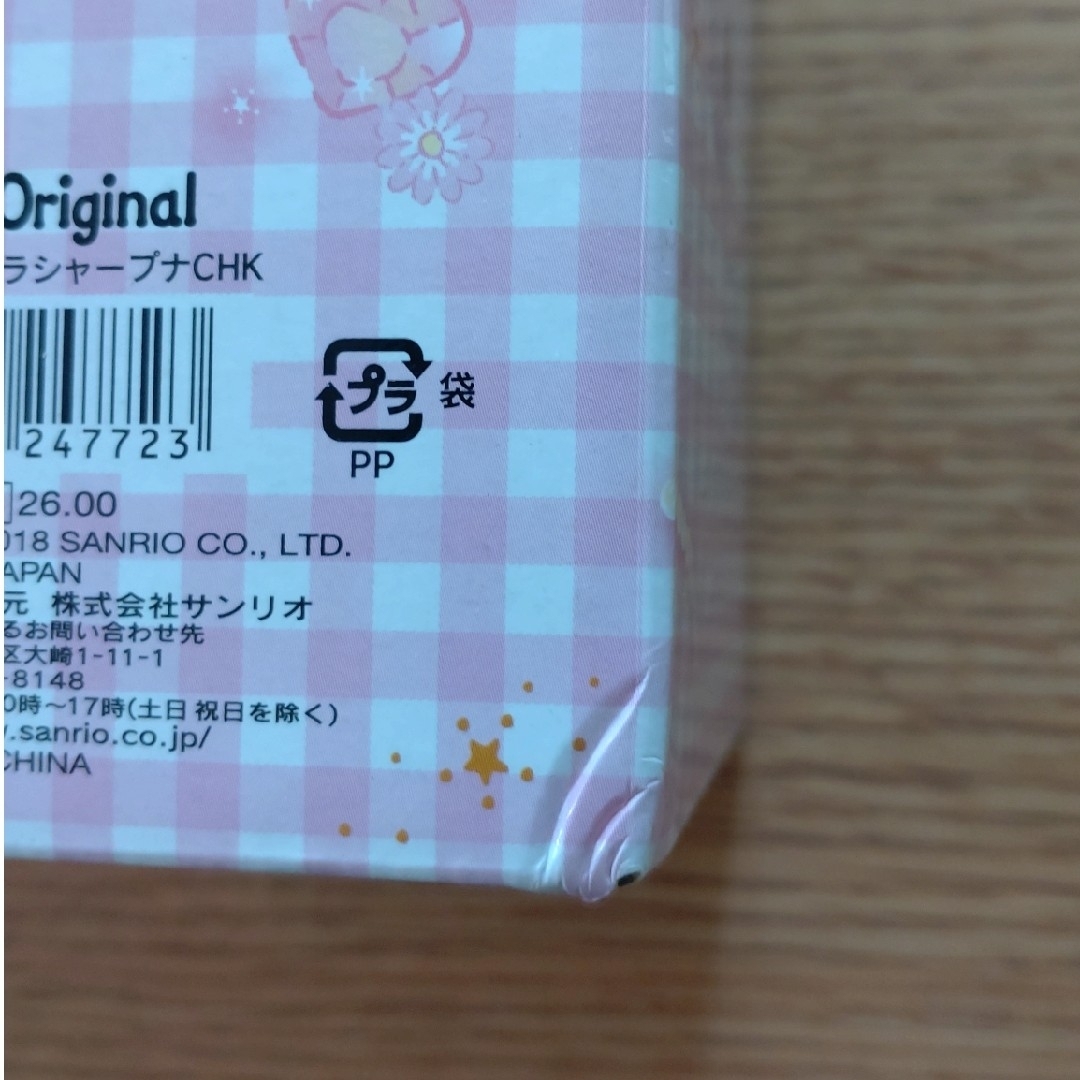 Original
ラシャープナCHK
247723
プラ 袋
PP
26.00
018 SANRIO CO., LTD.
APAN
元 株式会社サンリオ
るお問い合わせ先
区大崎1-11-1
-8148
0時～17時(土日祝日を除く)
.sanrio.co.jp/
CHINA